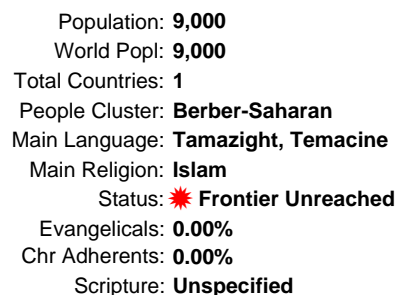 Population: 9,000
World Popl: 9,000
Total Countries: 1
People Cluster: Berber-Saharan
Main Language: Tamazight, Temacine
Main Religion: Islam
Status: Frontier Unreached
Evangelicals: 0.00%
Chr Adherents: 0.00%
Scripture: Unspecified